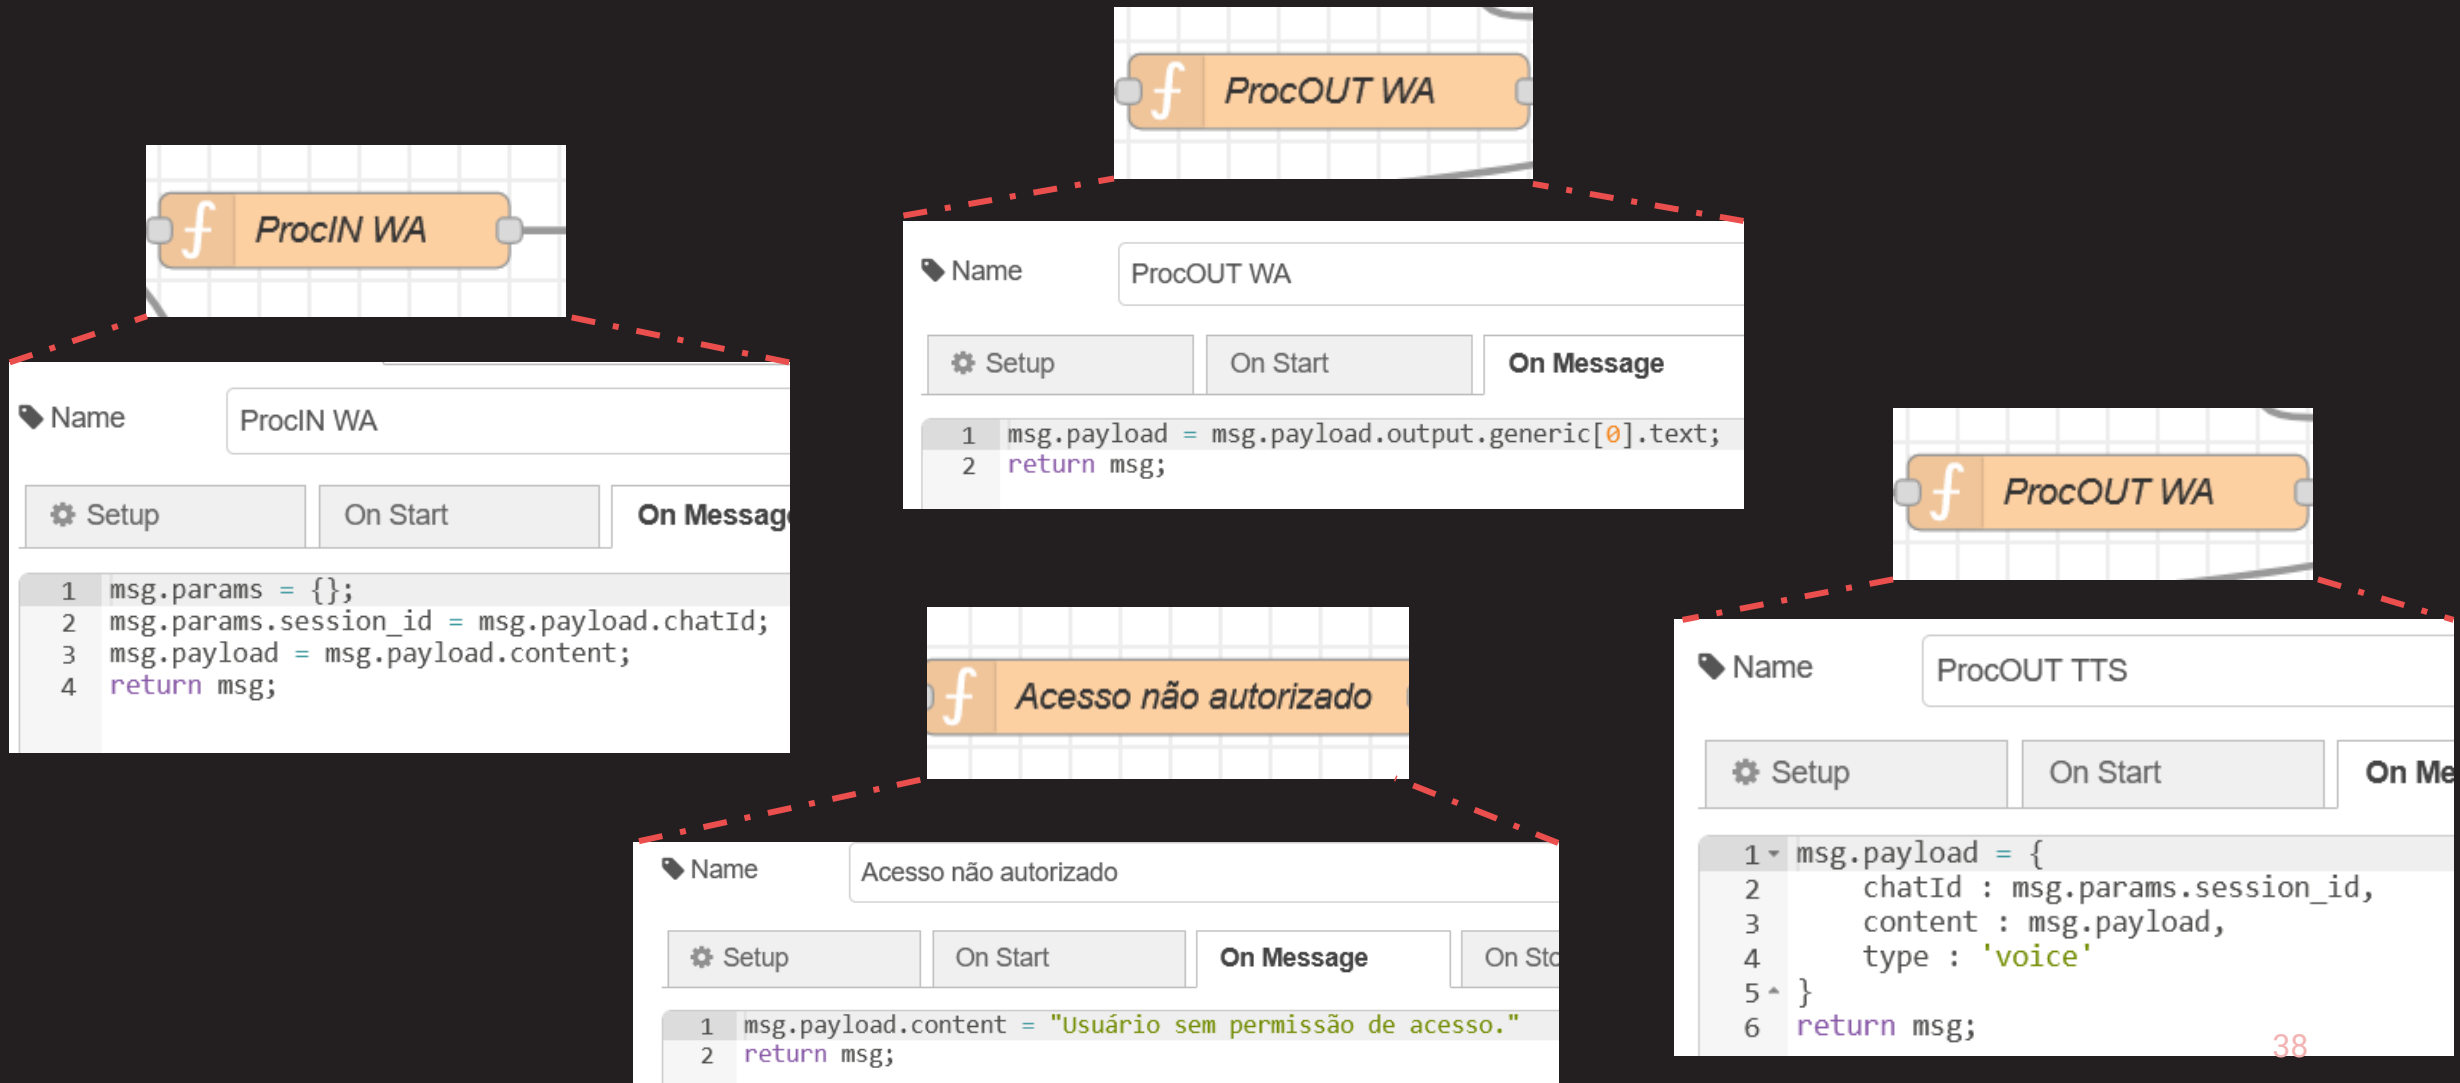 ProcIN WA
Name
ProcIN WA
Setup
On Start
On Messag
1 msg.params = {};
2 msg.params.session_id = msg.payload.chatId;
3 msg.payload = msg.payload.content;
4 return msg;
ProcOUT WA
Name
ProcOUT WA
Setup
On Start
On Message
1 msg.payload = msg.payload.output.generic[0].text;
2 return msg;
Acesso não autorizado
Name
Acesso não autorizado
Setup
On Start
On Message
On Sto
1 msg.payload.content = "Usuário sem permissão de acesso."
2 return msg;
ProcOUT WA
Name
ProcOUT TTS
Setup
On Start
On Me
1 msg.payload = {
2 chatId : msg.params.session_id,
3 content : msg.payload,
4 type : 'voice'
5 }
6 return msg;
38